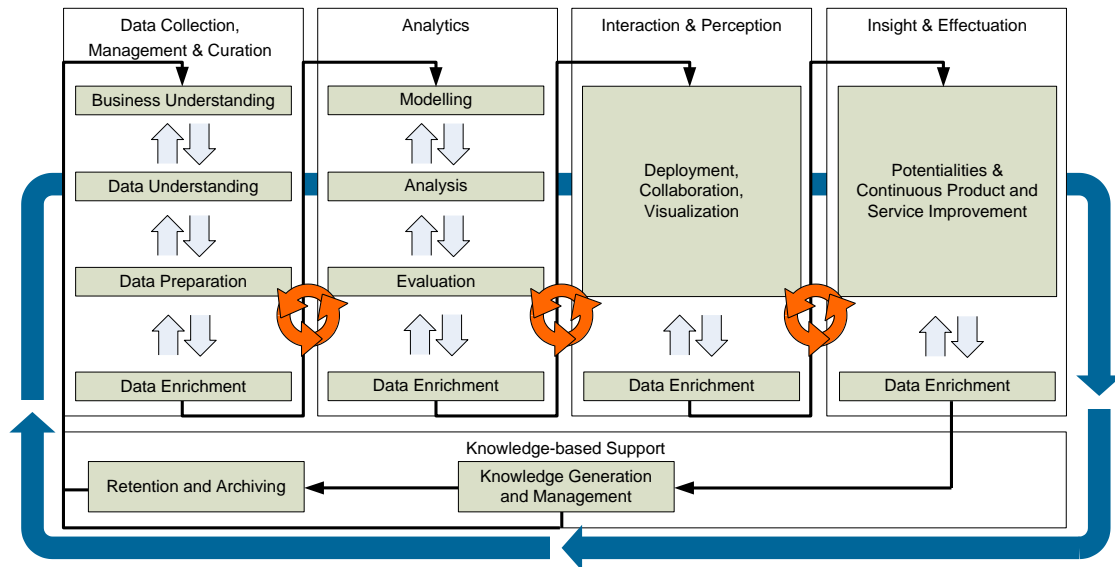 Data Collection,
Management & Curation
Business Understanding
Data Understanding
Data Preparation
Data Enrichment
Analytics
Modelling
Analysis
Evaluation
Data Enrichment
Interaction & Perception
Deployment,
Collaboration,
Visualization
Data Enrichment
Insight & Effectuation
Potentialities &
Continuous Product and
Service Improvement
Data Enrichment
Knowledge-based Support
Retention and Archiving
Knowledge Generation
and Management